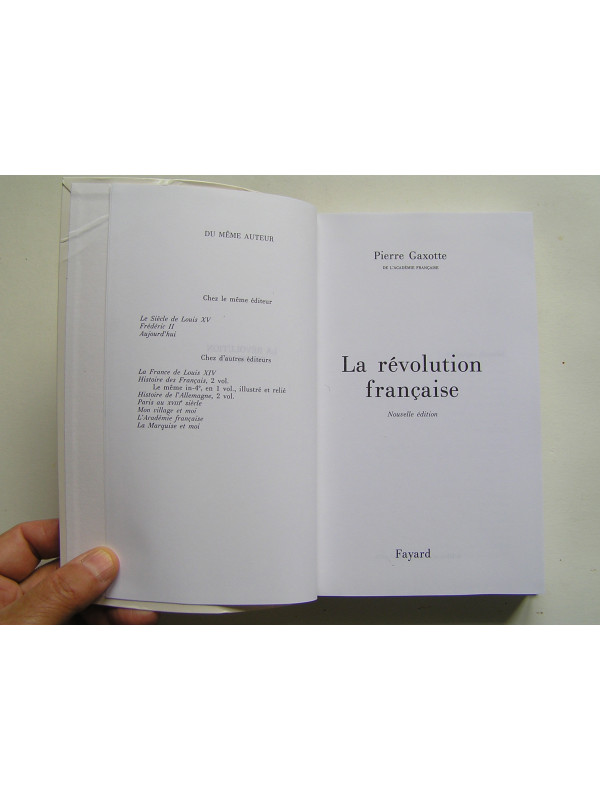 DU MÊME AUTEUR
Chez le même éditeur
Le Siècle de Louis XV
Frédéric II
Aujourd'hui
Chez d'autres éditeurs
La France de Louis XIV
Histoire des Français, 2 vol.
Le même in-4°, en 1 vol., illustré et relié
Histoire de l'Allemagne, 2 vol.
Paris au XVIIIe siècle
Mon village et moi
L'Académie française
La Marquise et moi
Pierre Gaxotte
DE L'ACADÉMIE FRANÇAISE
La révolution
française
Nouvelle édition
Fayard